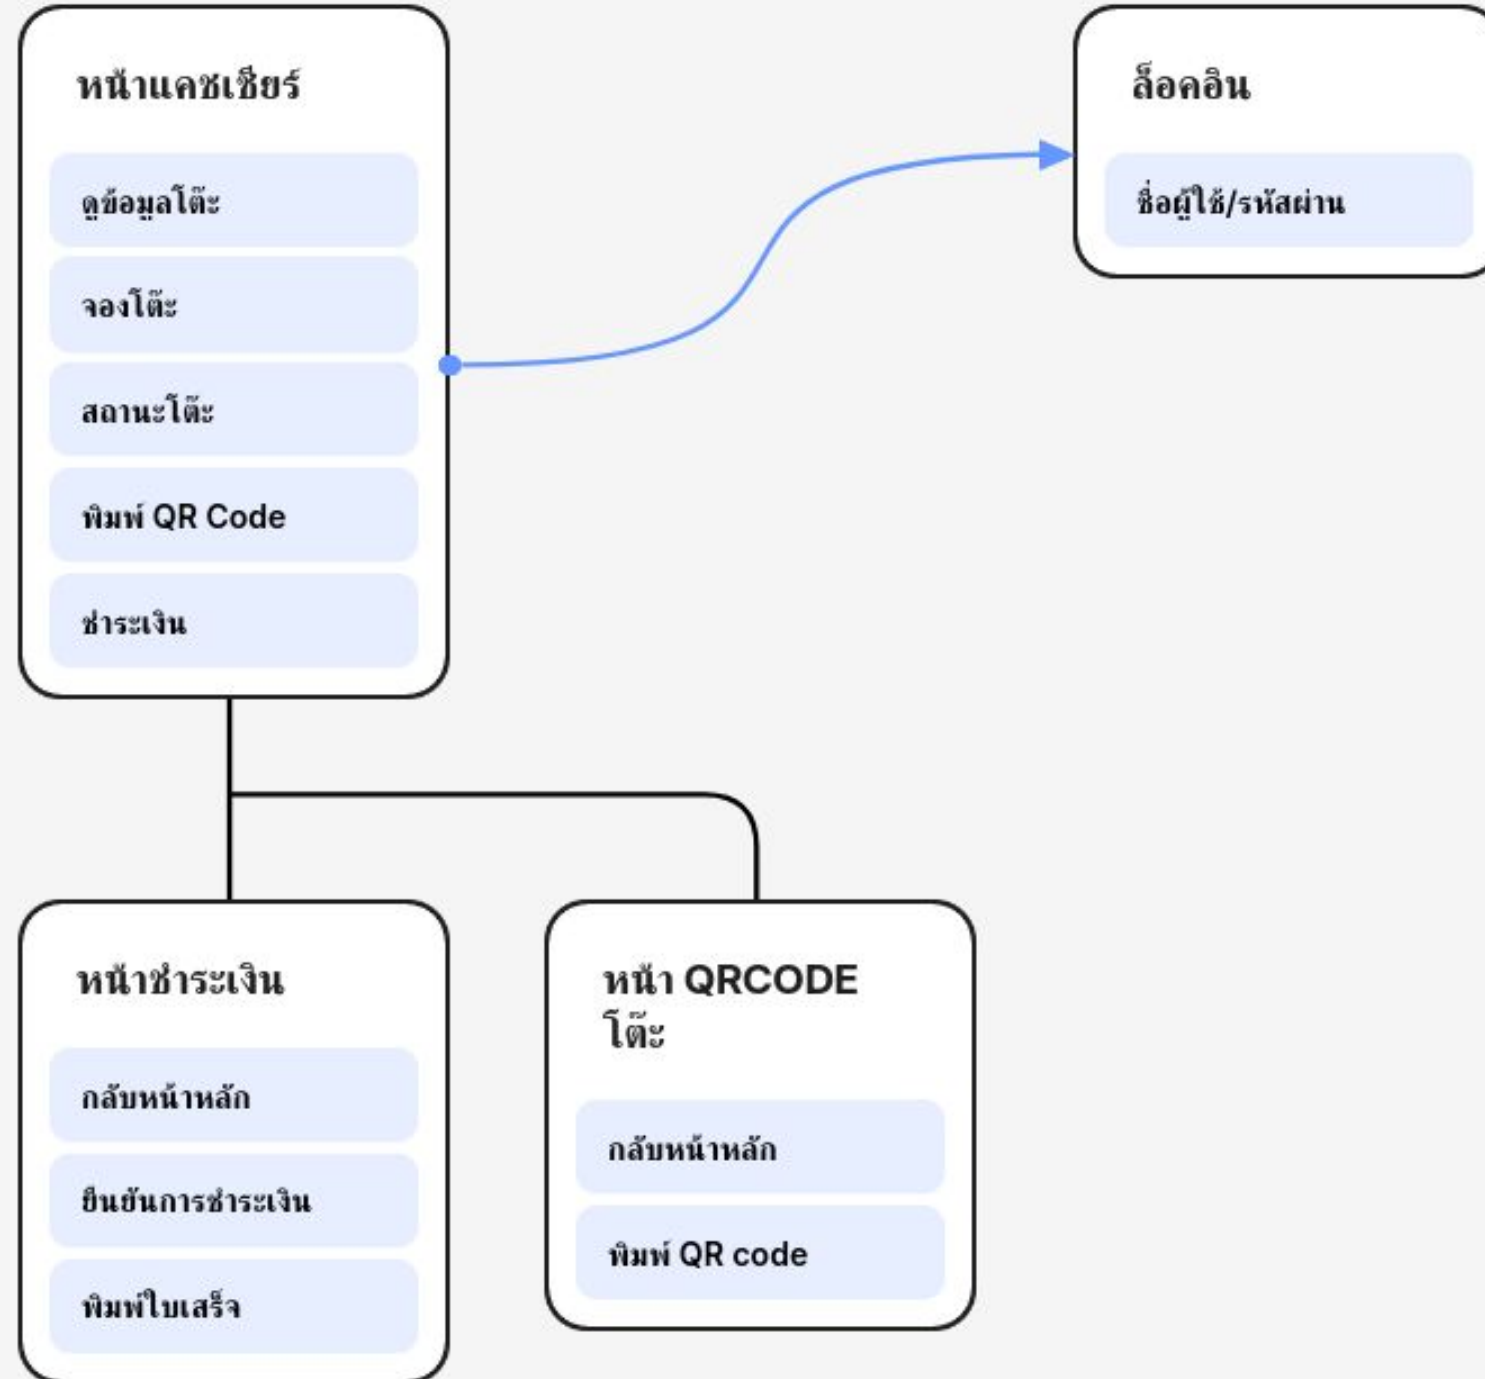 หน้าแคชเชียร์
ดูข้อมูลโต๊ะ
จองโต๊ะ
สถานะโต๊ะ
พิมพ์ QR Code
ชำระเงิน
ล็อคอิน
ชื่อผู้ใช้/รหัสผ่าน
หน้าชำระเงิน
กลับหน้าหลัก
ยืนยันการชำระเงิน
พิมพ์ใบเสร็จ
หน้า QRCODE
โต๊ะ
กลับหน้าหลัก
พิมพ์ QR code